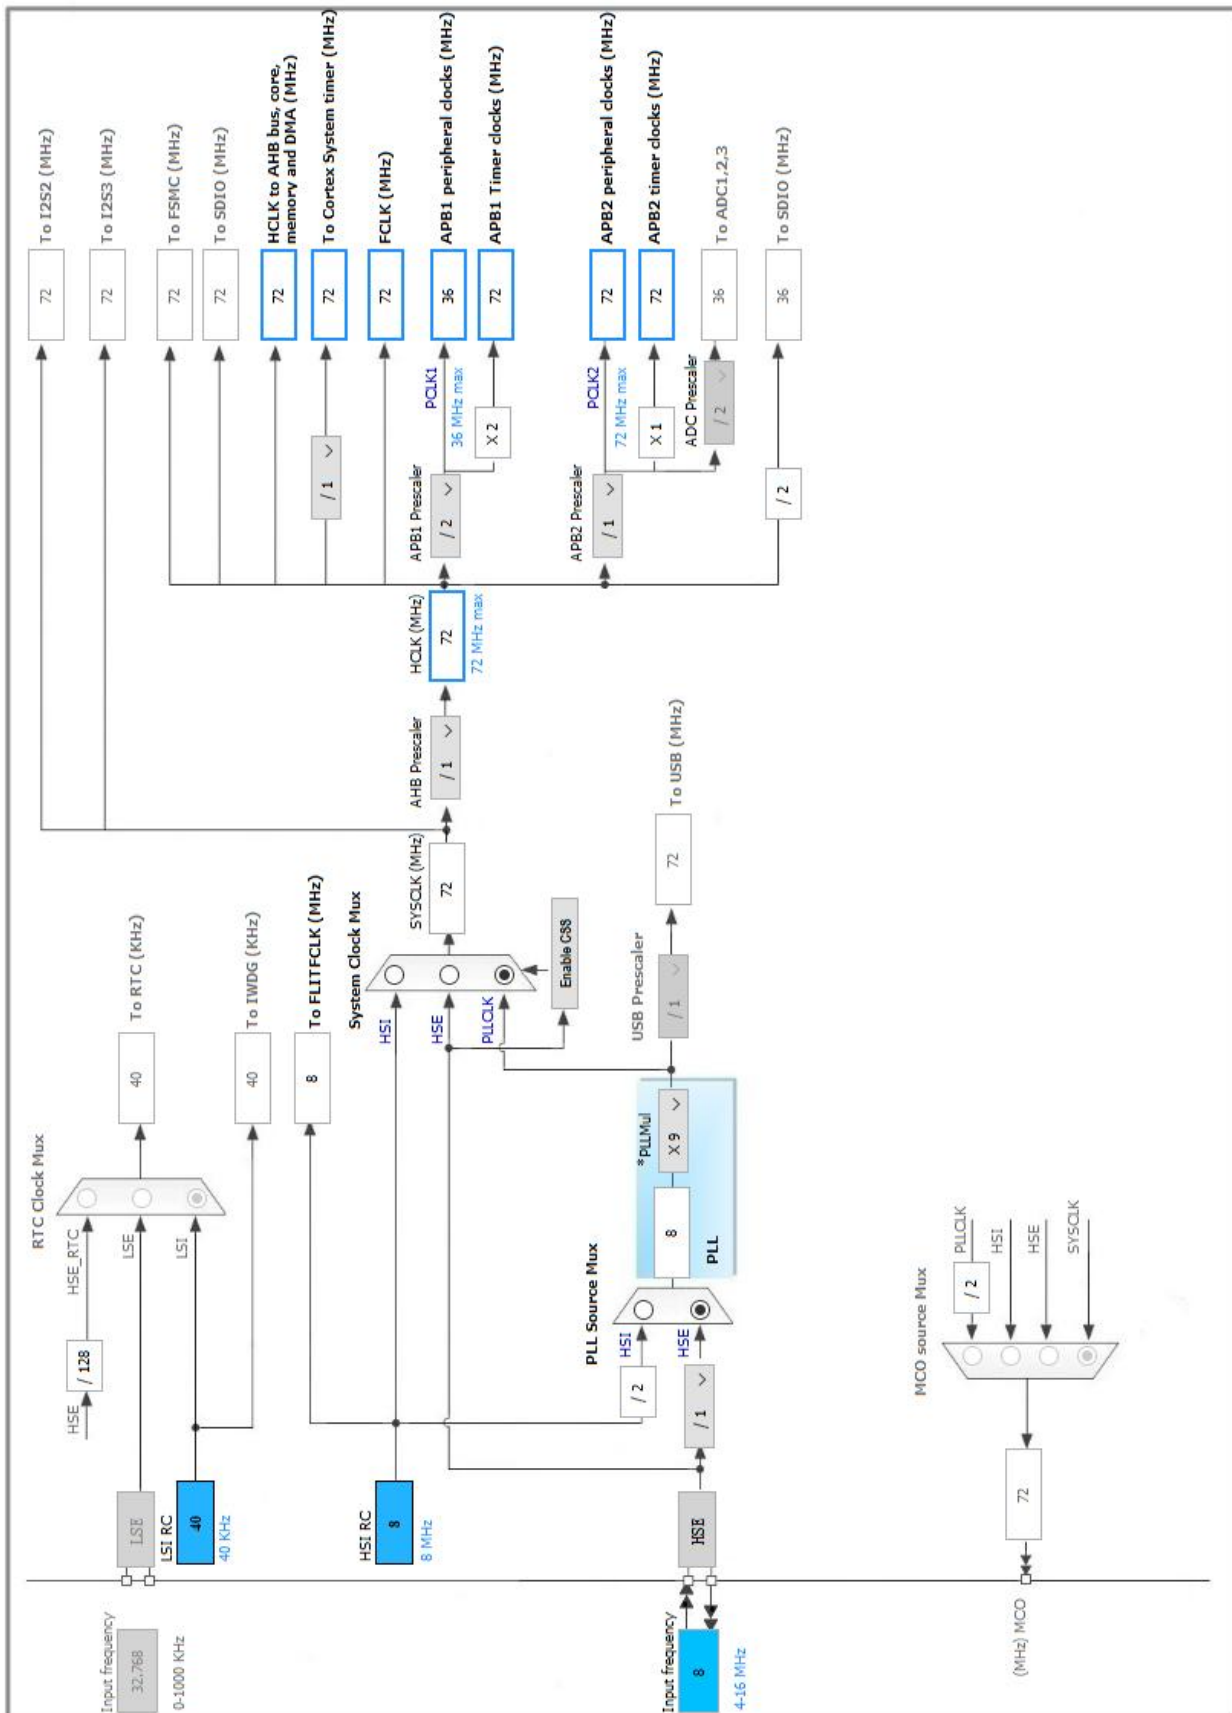 RTC Clock Mux
HSE
/ 128
HSE_RTC
Input frequency
32.768
0-1000 KHz
LSE
LSE
40
To RTC (KHz)
LSI RC
40
40 KHz
LSI
40
To IWDG (KHz)
8
To FLITFCLK (MHz)
HSI RC
8
8 MHz
System Clock Mux
HSI
HSE
PLLCLK
Enable CSS
SYSCLK (MHz)
72
AHB Prescaler
/ 1
HCLK (MHz)
72
72 MHz max
72
To I2S2 (MHz)
72
To I2S3 (MHz)
72
To FSMC (MHz)
72
To SDIO (MHz)
72
HCLK to AHB bus, core,
memory and DMA (MHz)
/ 1
72
To Cortex System timer (MHz)
72
FCLK (MHz)
APB1 Prescaler
/ 2
PCLK1
36 MHz max
36
APB1 peripheral clocks (MHz)
X 2
72
APB1 Timer clocks (MHz)
APB2 Prescaler
/ 1
PCLK2
72 MHz max
72
APB2 peripheral clocks (MHz)
X 1
72
APB2 timer clocks (MHz)
ADC Prescaler
/ 2
36
To ADC1,2,3
/ 2
36
To SDIO (MHz)
PLL Source Mux
HSI
/ 2
HSE
/ 1
Input frequency
8
4-16 MHz
HSE
8
*PLLMul
X 9
PLL
USB Prescaler
/ 1
72
To USB (MHz)
MCO source Mux
(MHz) MCO
72
/ 2
PLLCLK
HSI
HSE
SYSCLK